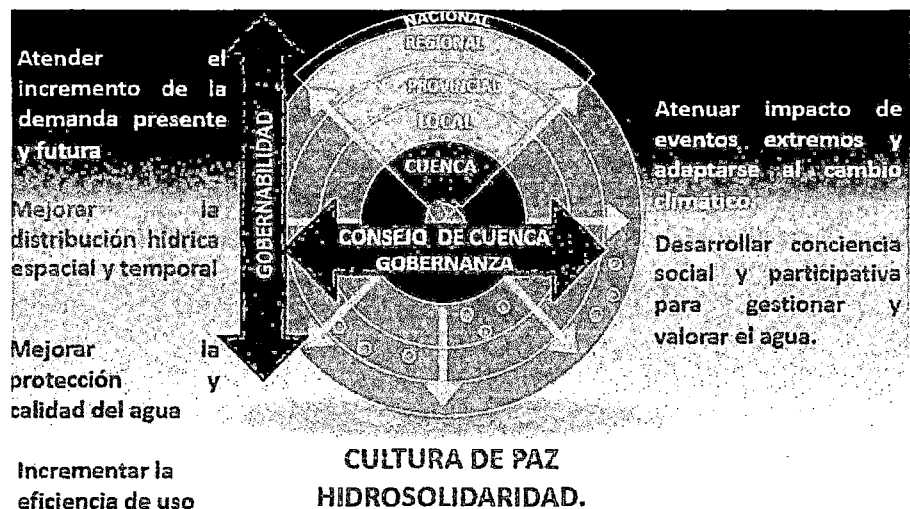 Atender el
incremento de la
demanda presente
y futura
Mejorar la
distribución hídrica
espacial y temporal
Mejorar la
protección y
calidad del agua
Incrementar la
eficiencia de uso
GOBERNABILIDAD
NACIONAL
REGIONAL
PROVINCIAL
LOCAL
CUENCA
CONSEJO DE CUENCA
GOBERNANZA
CULTURA DE PAZ
HIDROSOLIDARIDAD.
Atenuar impacto de
eventos extremos y
adaptarse al cambio
climático.
Desarrollar conciencia
social y participativa
para gestionar y
valorar el agua.